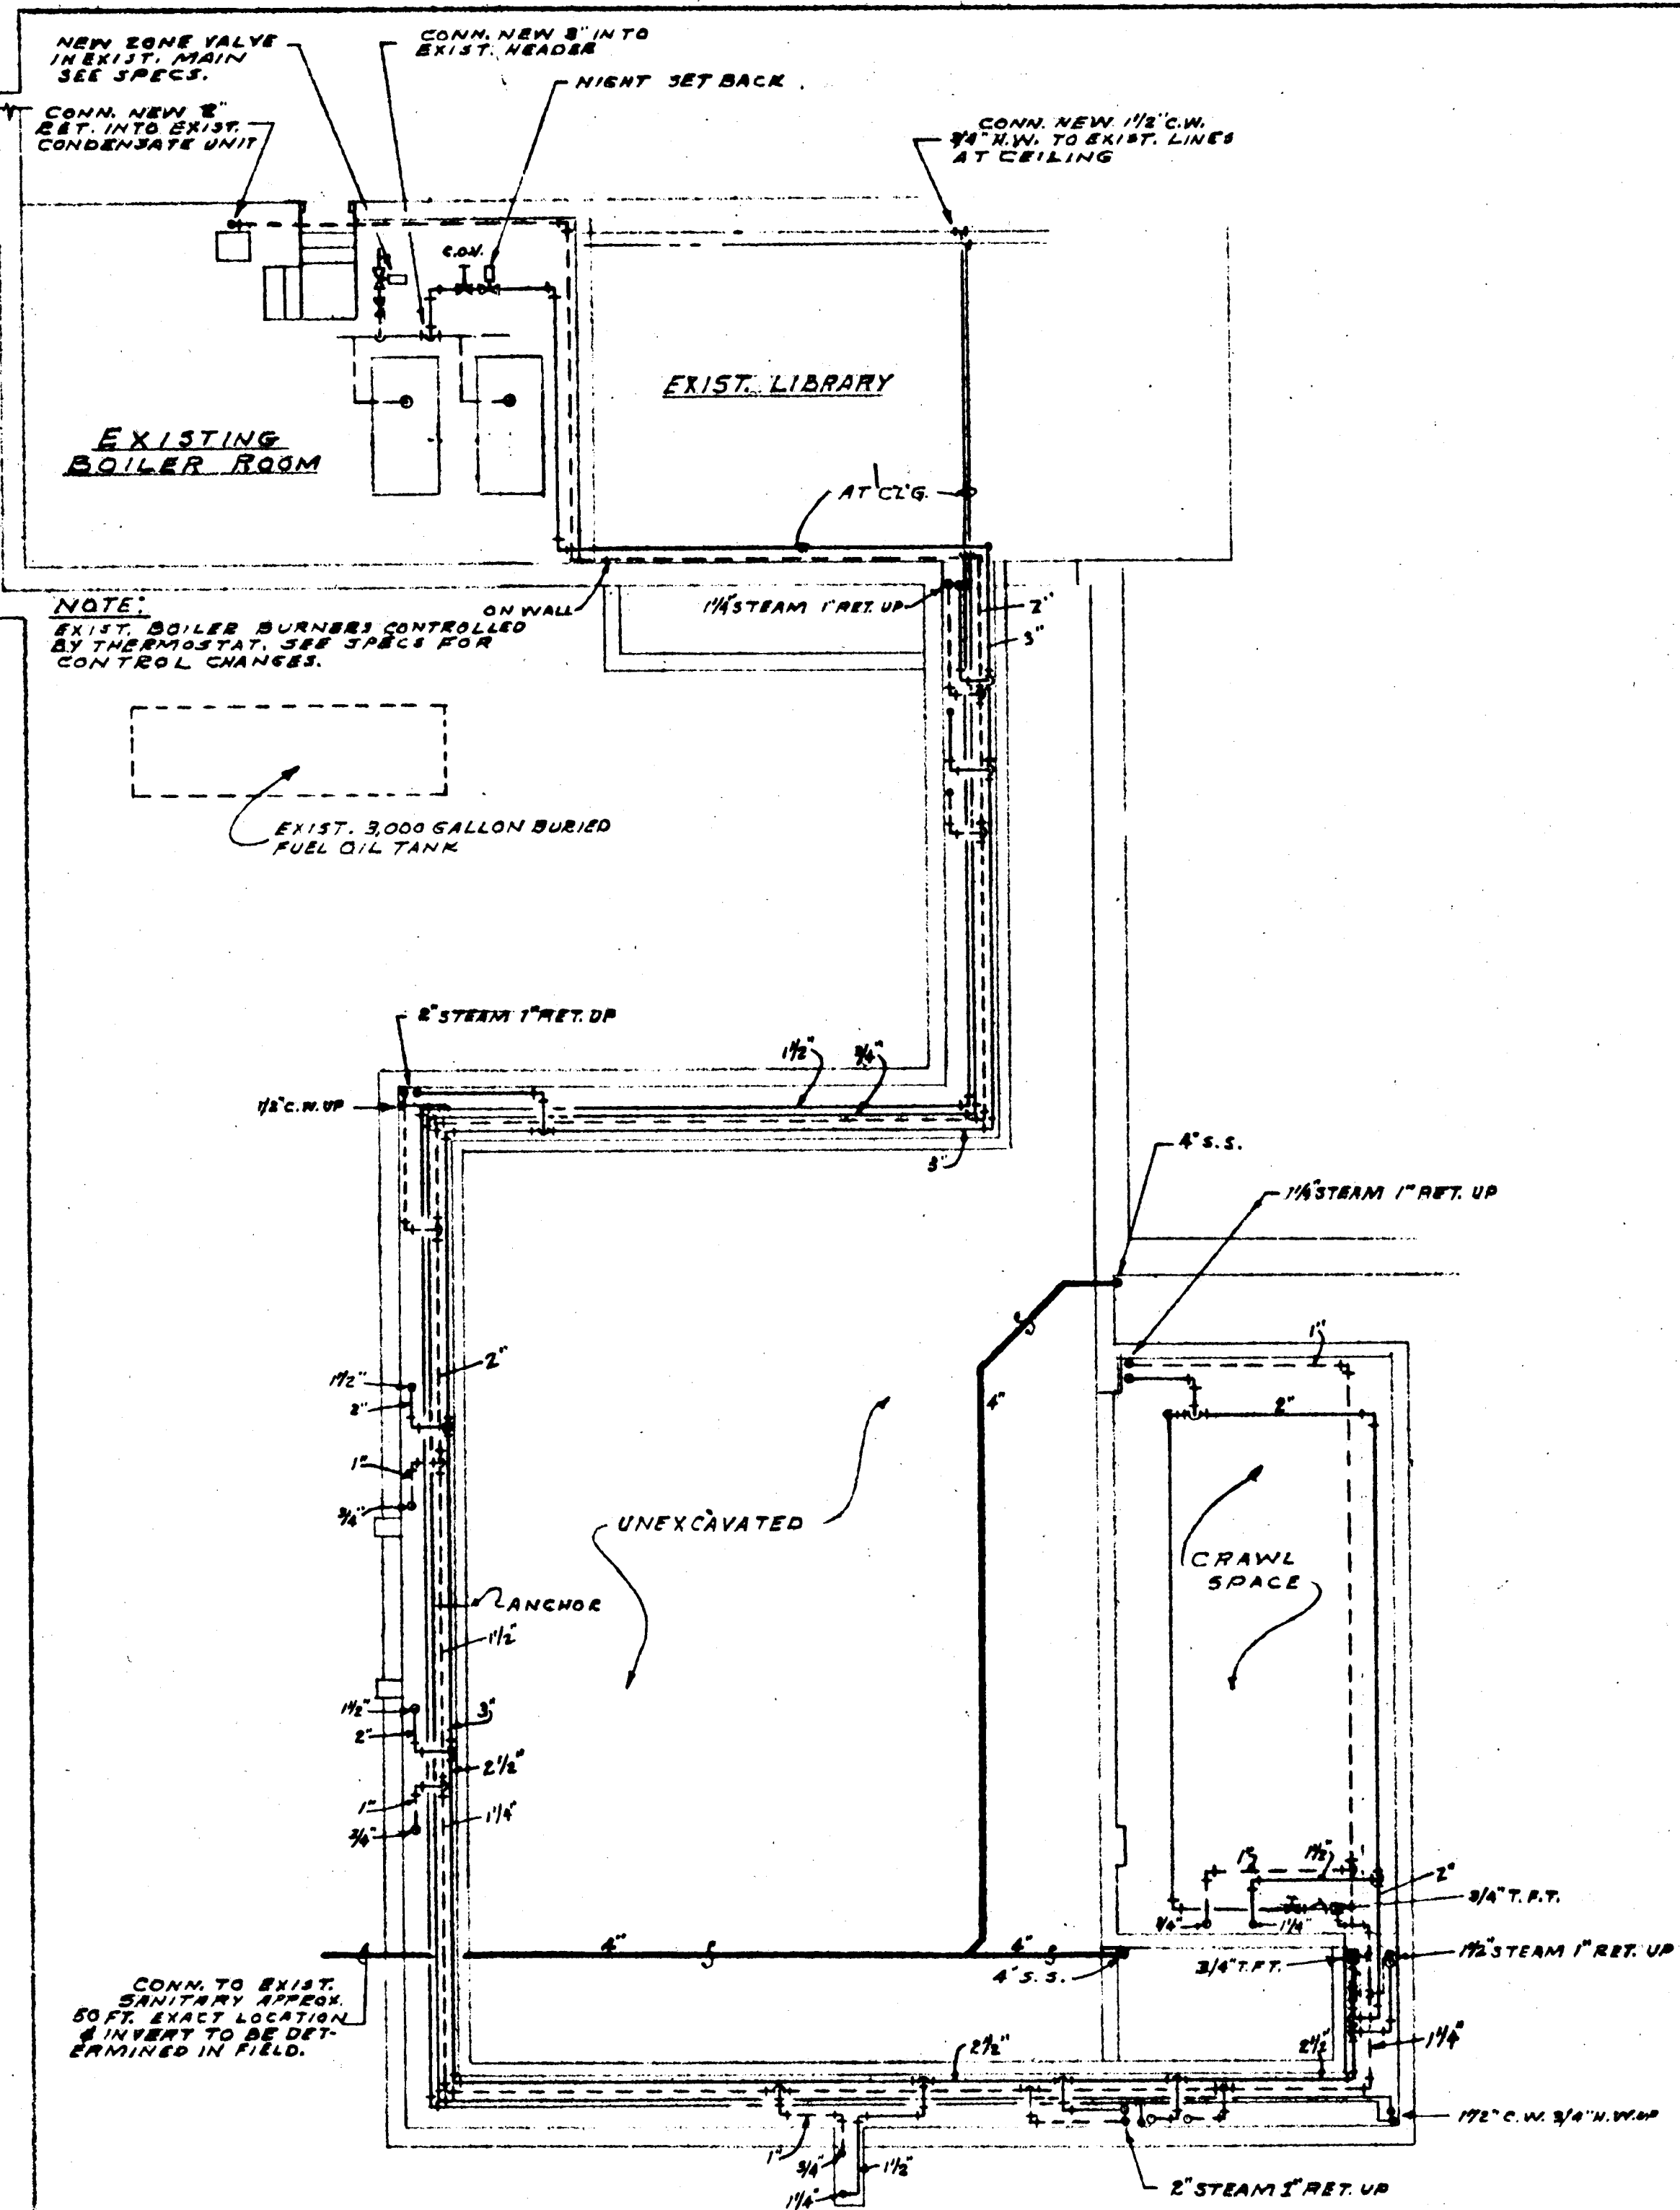 NEW ZONE VALVE
IN EXIST. MAIN
SEE SPECS.
CONN. NEW 3" INTO
EXIST. HEADER
NIGHT SET BACK
CONN. NEW 2"
RET. INTO EXIST.
CONDENSATE UNIT
CONN. NEW 1 1/2" C.W.
3/4" H.W. TO EXIST. LINES
AT CEILING
EXIST. LIBRARY
EXISTING
BOILER ROOM
AT CL'G.
NOTE:
EXIST. BOILER BURNERS CONTROLLED
BY THERMOSTAT. SEE SPECS FOR
CONTROL CHANGES.
ON WALL
1 1/4" STEAM 1" RET. UP
2"
3"
EXIST. 3,000 GALLON BURIED
FUEL OIL TANK
2" STEAM 1" RET. UP
1 1/2"
3/4"
C.W. UP
3"
4" S.S.
1 1/4" STEAM 1" RET. UP
1"
2"
1 1/2"
2"
4"
2"
1"
3/4"
UNEXCAVATED
CRAWL
SPACE
ANCHOR
1 1/2"
1 1/2"
2"
3"
2 1/2"
1"
1 1/4"
3/4"
1"
1 1/2"
2"
3/4" T.F.T.
3/4"
1 1/4"
4"
4"
4" S.S.
3/4" T.F.T.
1 1/2" STEAM 1" RET. UP
CONN. TO EXIST.
SANITARY APPROX.
50 FT. EXACT LOCATION
& INVERT TO BE DET-
ERMINED IN FIELD.
2 1/2"
2 1/2"
1 1/4"
1 1/2" C.W. 3/4" H.W. UP
1"
3/4"
1 1/2"
1 1/4"
2" STEAM 1" RET. UP